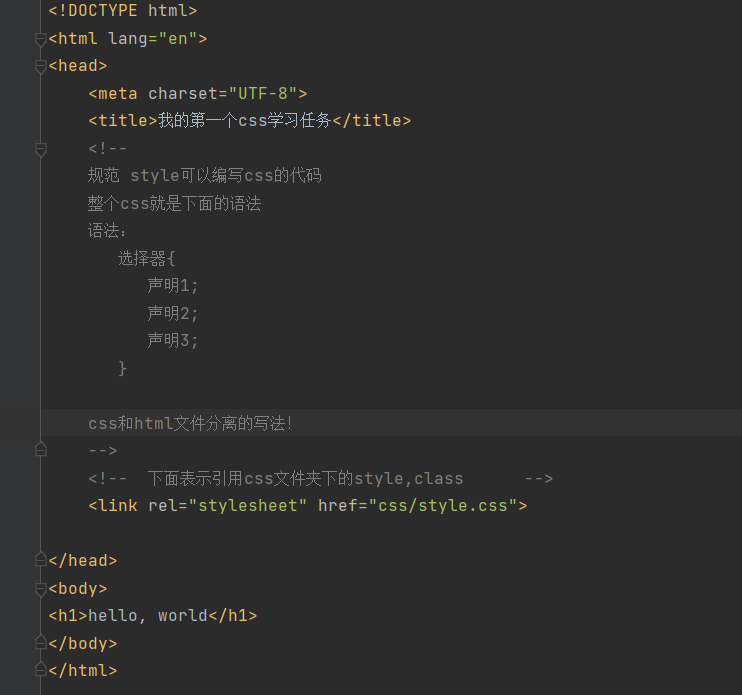 <!DOCTYPE html>
<html lang="en">
<head>
    <meta charset="UTF-8">
    <title>我的第一个css学习任务</title>
    <!--
    规范 style可以编写css的代码
    整个css就是下面的语法
    语法：
       选择器{
          声明1;
          声明2;
          声明3;
       }

    css和html文件分离的写法！
    -->
    <!--  下面表示引用css文件夹下的style,class      -->
    <link rel="stylesheet" href="css/style.css">

</head>
<body>
<h1>hello, world</h1>
</body>
</html>